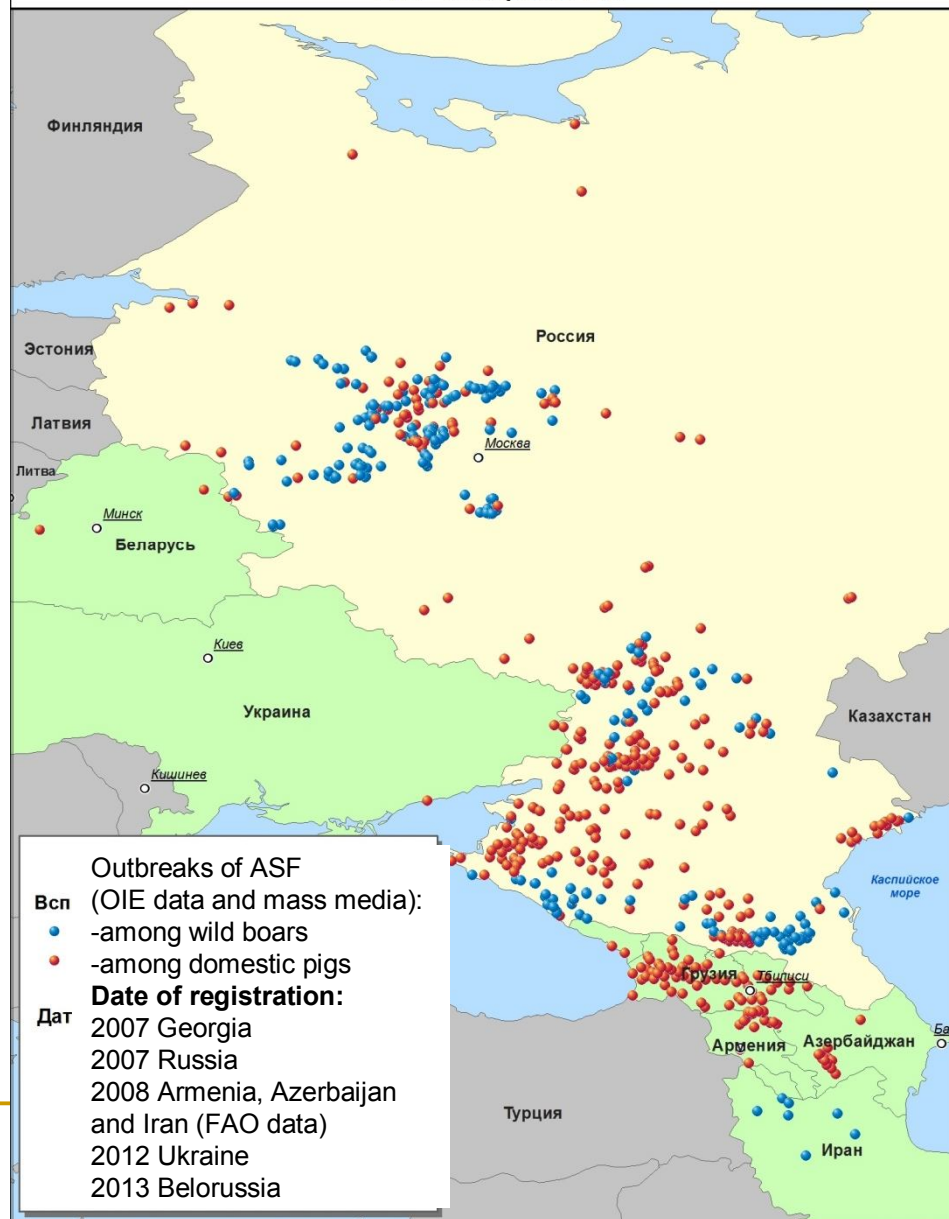 Финляндия
Эстония
Россия
Латвия
Литва
Москва
Минск
Беларусь
Киев
Украина
Казахстан
Кишинев
Каспийское
море
Грузия
Тбилиси
Армения
Азербайджан
Ба
Турция
Иран
Outbreaks of ASF
Всп
(OIE data and mass media):
-among wild boars
-among domestic pigs
Date of registration:
Дат
2007 Georgia
2007 Russia
2008 Armenia, Azerbaijan
and Iran (FAO data)
2012 Ukraine
2013 Belorussia